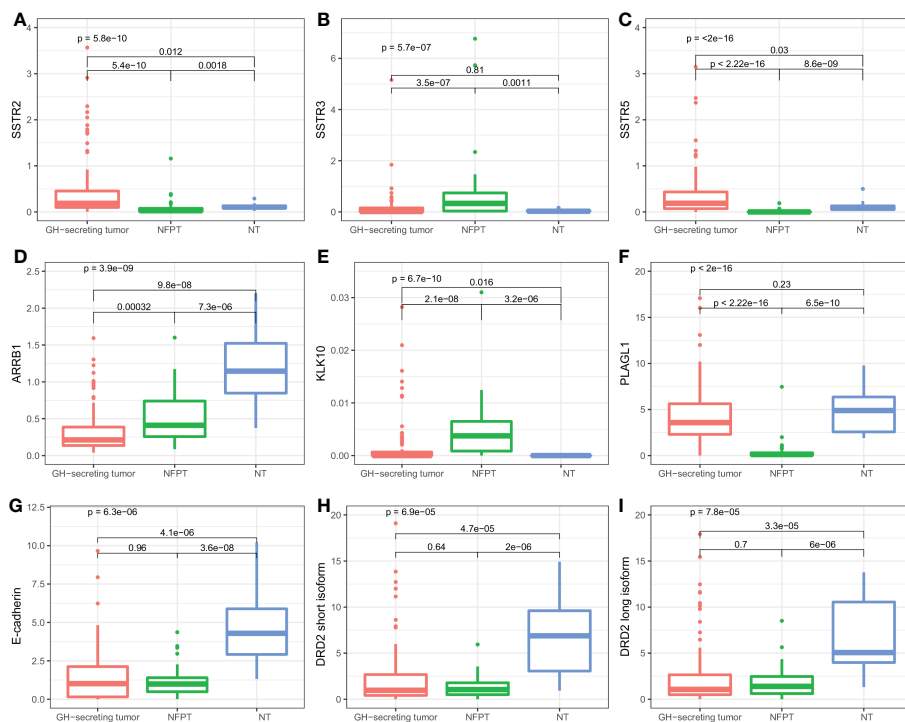 A
SSTR2
4
3
2
1
0
p = 5.8e-10
0.012
5.4e-10
0.0018
GH-secreting tumor
NFPT
NT
B
SSTR3
6
4
2
0
p = 5.7e-07
0.81
3.5e-07
0.0011
GH-secreting tumor
NFPT
NT
C
SSTR5
4
3
2
1
0
p = <2e-16
0.03
p < 2.22e-16
8.6e-09
GH-secreting tumor
NFPT
NT
D
ARRB1
2.5
2.0
1.5
1.0
0.5
0.0
p = 3.9e-09
9.8e-08
0.00032
7.3e-06
GH-secreting tumor
NFPT
NT
E
KLK10
0.03
0.02
0.01
0.00
p = 6.7e-10
0.016
2.1e-08
3.2e-06
GH-secreting tumor
NFPT
NT
F
PLAGL1
20
15
10
5
0
p < 2e-16
0.23
p < 2.22e-16
6.5e-10
GH-secreting tumor
NFPT
NT
G
E-cadherin
12.5
10.0
7.5
5.0
2.5
0.0
p = 6.3e-06
4.1e-06
0.96
3.6e-08
GH-secreting tumor
NFPT
NT
H
DRD2 short isoform
20
15
10
5
0
p = 6.9e-05
4.7e-05
0.64
2e-06
GH-secreting tumor
NFPT
NT
I
DRD2 long isoform
20
15
10
5
0
p = 7.8e-05
3.3e-05
0.7
6e-06
GH-secreting tumor
NFPT
NT